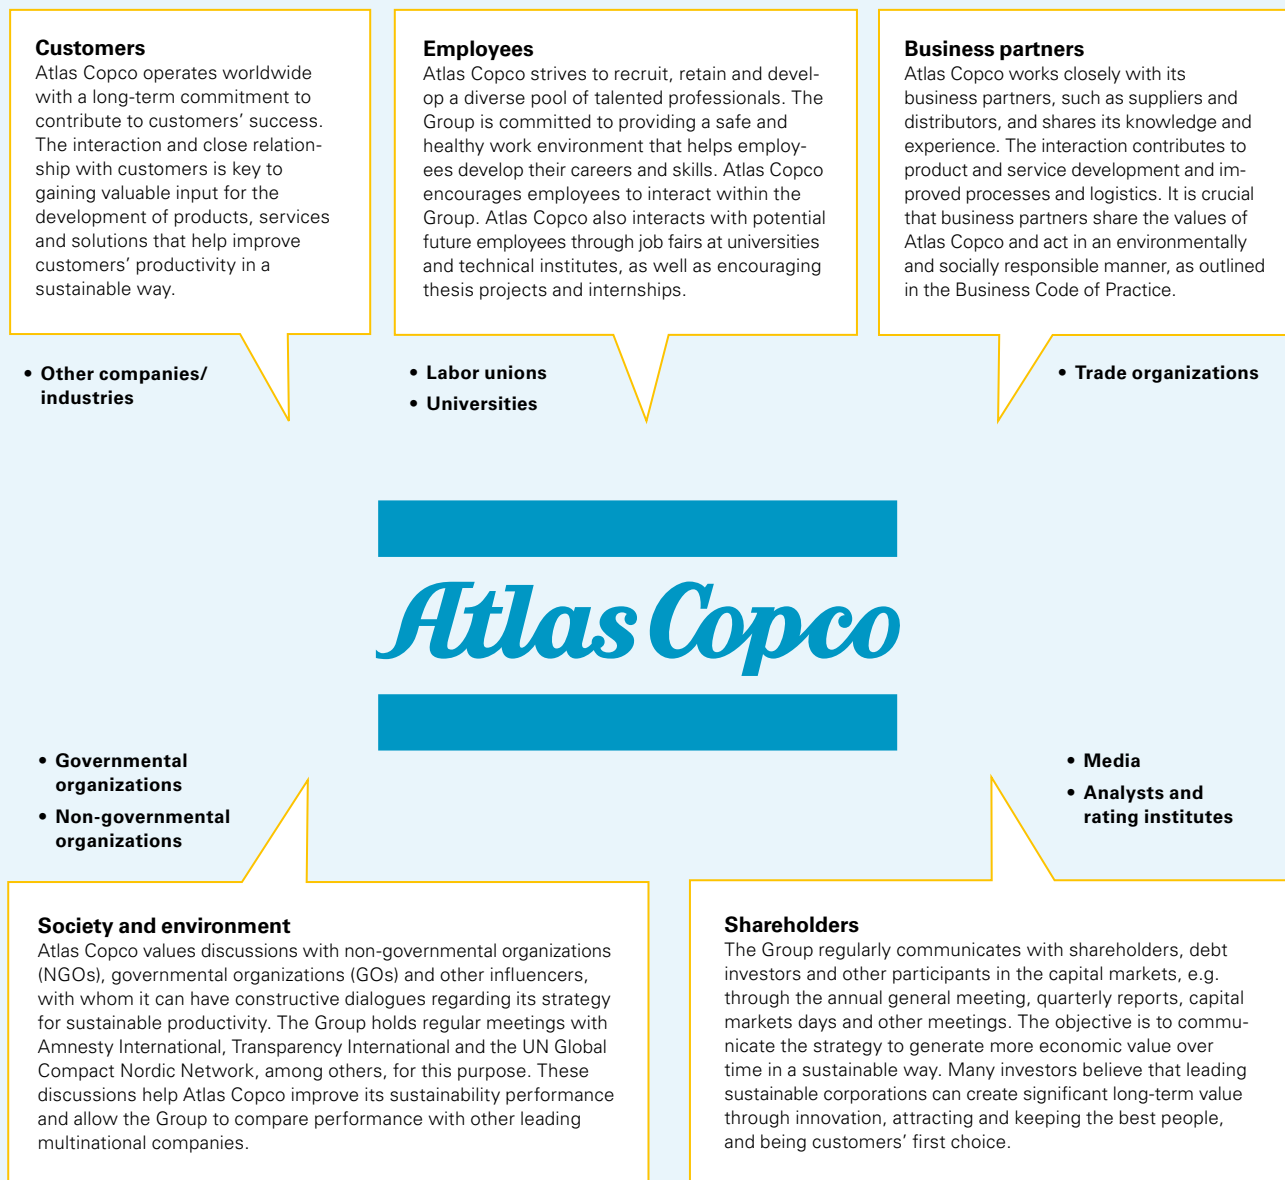 Customers
Atlas Copco operates worldwide
with a long-term commitment to
contribute to customers’ success.
The interaction and close relation-
ship with customers is key to
gaining valuable input for the
development of products, services
and solutions that help improve
customers’ productivity in a
sustainable way.
Employees
Atlas Copco strives to recruit, retain and devel-
op a diverse pool of talented professionals. The
Group is committed to providing a safe and
healthy work environment that helps employ-
ees develop their careers and skills. Atlas Copco
encourages employees to interact within the
Group. Atlas Copco also interacts with potential
future employees through job fairs at universities
and technical institutes, as well as encouraging
thesis projects and internships.
Business partners
Atlas Copco works closely with its
business partners, such as suppliers and
distributors, and shares its knowledge and
experience. The interaction contributes to
product and service development and im-
proved processes and logistics. It is crucial
that business partners share the values of
Atlas Copco and act in an environmentally
and socially responsible manner, as outlined
in the Business Code of Practice.
• Other companies/
industries
• Labor unions
• Universities
• Trade organizations
Atlas Copco
• Governmental
organizations
• Non-governmental
organizations
• Media
• Analysts and
rating institutes
Society and environment
Atlas Copco values discussions with non-governmental organizations
(NGOs), governmental organizations (GOs) and other influencers,
with whom it can have constructive dialogues regarding its strategy
for sustainable productivity. The Group holds regular meetings with
Amnesty International, Transparency International and the UN Global
Compact Nordic Network, among others, for this purpose. These
discussions help Atlas Copco improve its sustainability performance
and allow the Group to compare performance with other leading
multinational companies.
Shareholders
The Group regularly communicates with shareholders, debt
investors and other participants in the capital markets, e.g.
through the annual general meeting, quarterly reports, capital
markets days and other meetings. The objective is to commu-
nicate the strategy to generate more economic value over
time in a sustainable way. Many investors believe that leading
sustainable corporations can create significant long-term value
through innovation, attracting and keeping the best people,
and being customers’ first choice.